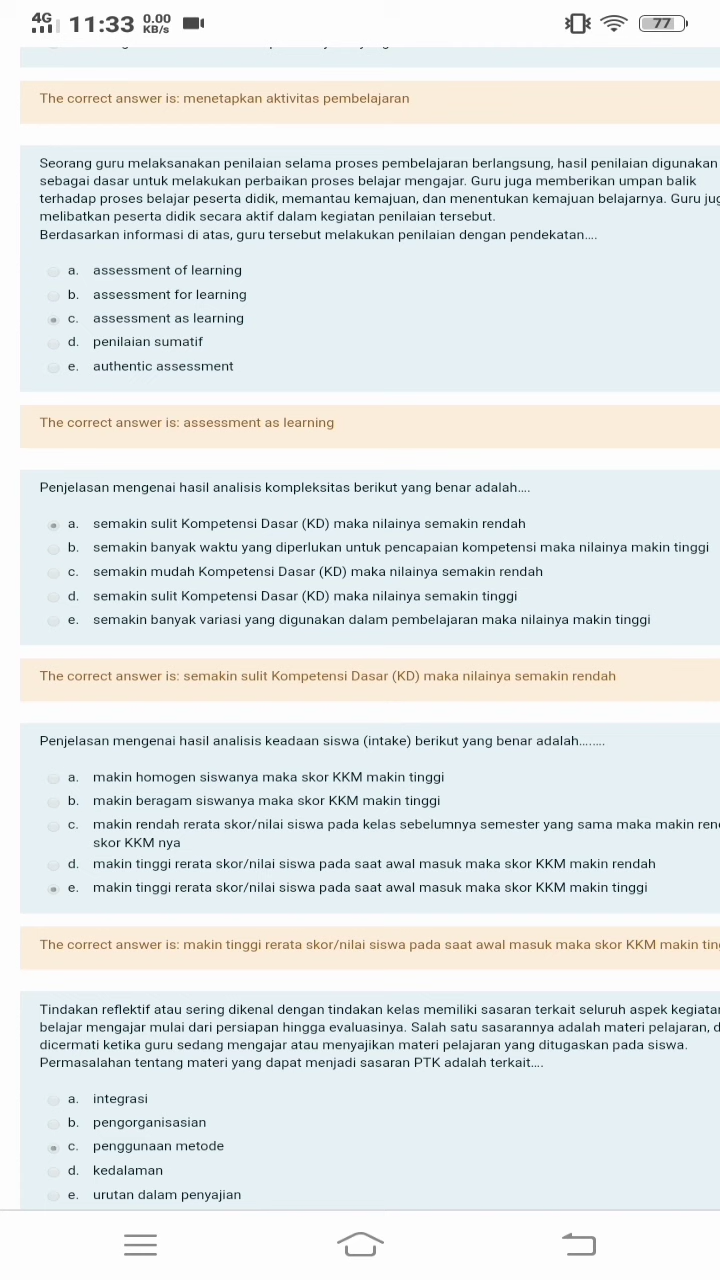 4G 11:33 0.00 KB/s 77
The correct answer is: menetapkan aktivitas pembelajaran
Seorang guru melaksanakan penilaian selama proses pembelajaran berlangsung, hasil penilaian digunakan
sebagai dasar untuk melakukan perbaikan proses belajar mengajar. Guru juga memberikan umpan balik
terhadap proses belajar peserta didik, memantau kemajuan, dan menentukan kemajuan belajarnya. Guru jug
melibatkan peserta didik secara aktif dalam kegiatan penilaian tersebut.
Berdasarkan informasi di atas, guru tersebut melakukan penilaian dengan pendekatan....
a. assessment of learning
b. assessment for learning
c. assessment as learning
d. penilaian sumatif
e. authentic assessment
The correct answer is: assessment as learning
Penjelasan mengenai hasil analisis kompleksitas berikut yang benar adalah....
a. semakin sulit Kompetensi Dasar (KD) maka nilainya semakin rendah
b. semakin banyak waktu yang diperlukan untuk pencapaian kompetensi maka nilainya makin tinggi
c. semakin mudah Kompetensi Dasar (KD) maka nilainya semakin rendah
d. semakin sulit Kompetensi Dasar (KD) maka nilainya semakin tinggi
e. semakin banyak variasi yang digunakan dalam pembelajaran maka nilainya makin tinggi
The correct answer is: semakin sulit Kompetensi Dasar (KD) maka nilainya semakin rendah
Penjelasan mengenai hasil analisis keadaan siswa (intake) berikut yang benar adalah........
a. makin homogen siswanya maka skor KKM makin tinggi
b. makin beragam siswanya maka skor KKM makin tinggi
c. makin rendah rerata skor/nilai siswa pada kelas sebelumnya semester yang sama maka makin ren
skor KKM nya
d. makin tinggi rerata skor/nilai siswa pada saat awal masuk maka skor KKM makin rendah
e. makin tinggi rerata skor/nilai siswa pada saat awal masuk maka skor KKM makin tinggi
The correct answer is: makin tinggi rerata skor/nilai siswa pada saat awal masuk maka skor KKM makin tin
Tindakan reflektif atau sering dikenal dengan tindakan kelas memiliki sasaran terkait seluruh aspek kegiata
belajar mengajar mulai dari persiapan hingga evaluasinya. Salah satu sasarannya adalah materi pelajaran, d
dicermati ketika guru sedang mengajar atau menyajikan materi pelajaran yang ditugaskan pada siswa.
Permasalahan tentang materi yang dapat menjadi sasaran PTK adalah terkait....
a. integrasi
b. pengorganisasian
c. penggunaan metode
d. kedalaman
e. urutan dalam penyajian